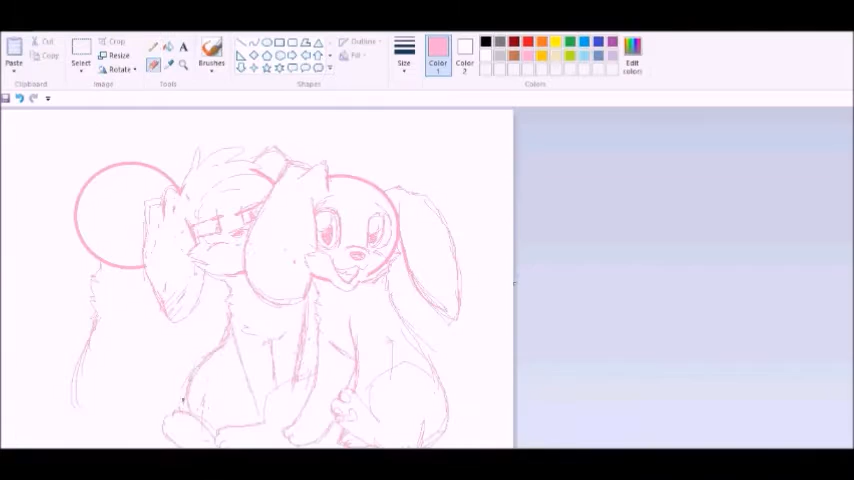 Paste
Cut
Copy
Clipboard
Select
Crop
Resize
Rotate
Image
A
Tools
Brushes
Outline
Fill
Shapes
Size
Color 1
Color 2
Edit colors
Colors